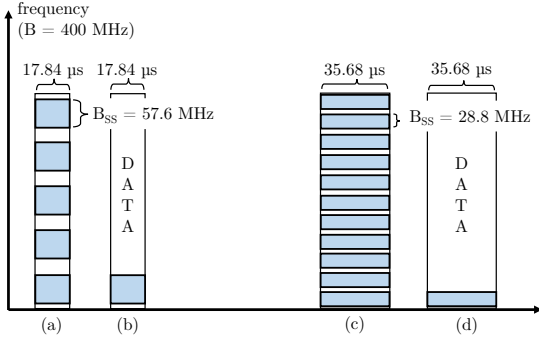 frequency
(B = 400 MHz)
17.84 µs
17.84 µs
35.68 µs
35.68 µs
B_SS = 57.6 MHz
B_SS = 28.8 MHz
D
A
T
A
D
A
T
A
(a)
(b)
(c)
(d)